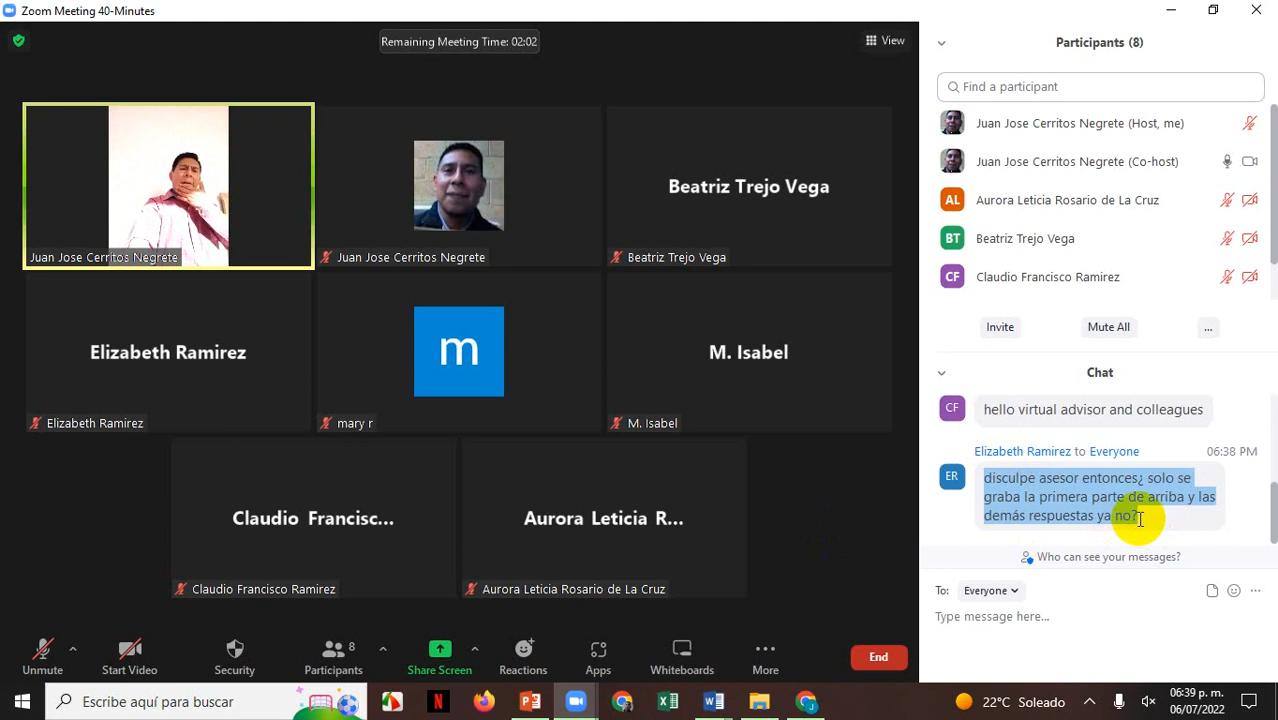 Zoom Meeting 40-Minutes
Remaining Meeting Time: 02:02
View
Juan Jose Cerritos Negrete
Juan Jose Cerritos Negrete
Beatriz Trejo Vega
Beatriz Trejo Vega
Elizabeth Ramirez
Elizabeth Ramirez
m
mary r
M. Isabel
M. Isabel
Claudio Francisc...
Claudio Francisco Ramirez
Aurora Leticia R...
Aurora Leticia Rosario de La Cruz
Unmute
Start Video
Security
8
Participants
Share Screen
Reactions
Apps
Whiteboards
More
End
Participants (8)
Find a participant
Juan Jose Cerritos Negrete (Host, me)
Juan Jose Cerritos Negrete (Co-host)
AL Aurora Leticia Rosario de La Cruz
BT Beatriz Trejo Vega
CF Claudio Francisco Ramirez
Invite
Mute All
...
Chat
CF hello virtual advisor and colleagues
Elizabeth Ramirez to Everyone 06:38 PM
ER disculpe asesor entonces¿ solo se
graba la primera parte de arriba y las
demás respuestas ya no?
Who can see your messages?
To: Everyone
Type message here...
Escribe aquí para buscar
22°C Soleado
06:39 p. m.
06/07/2022